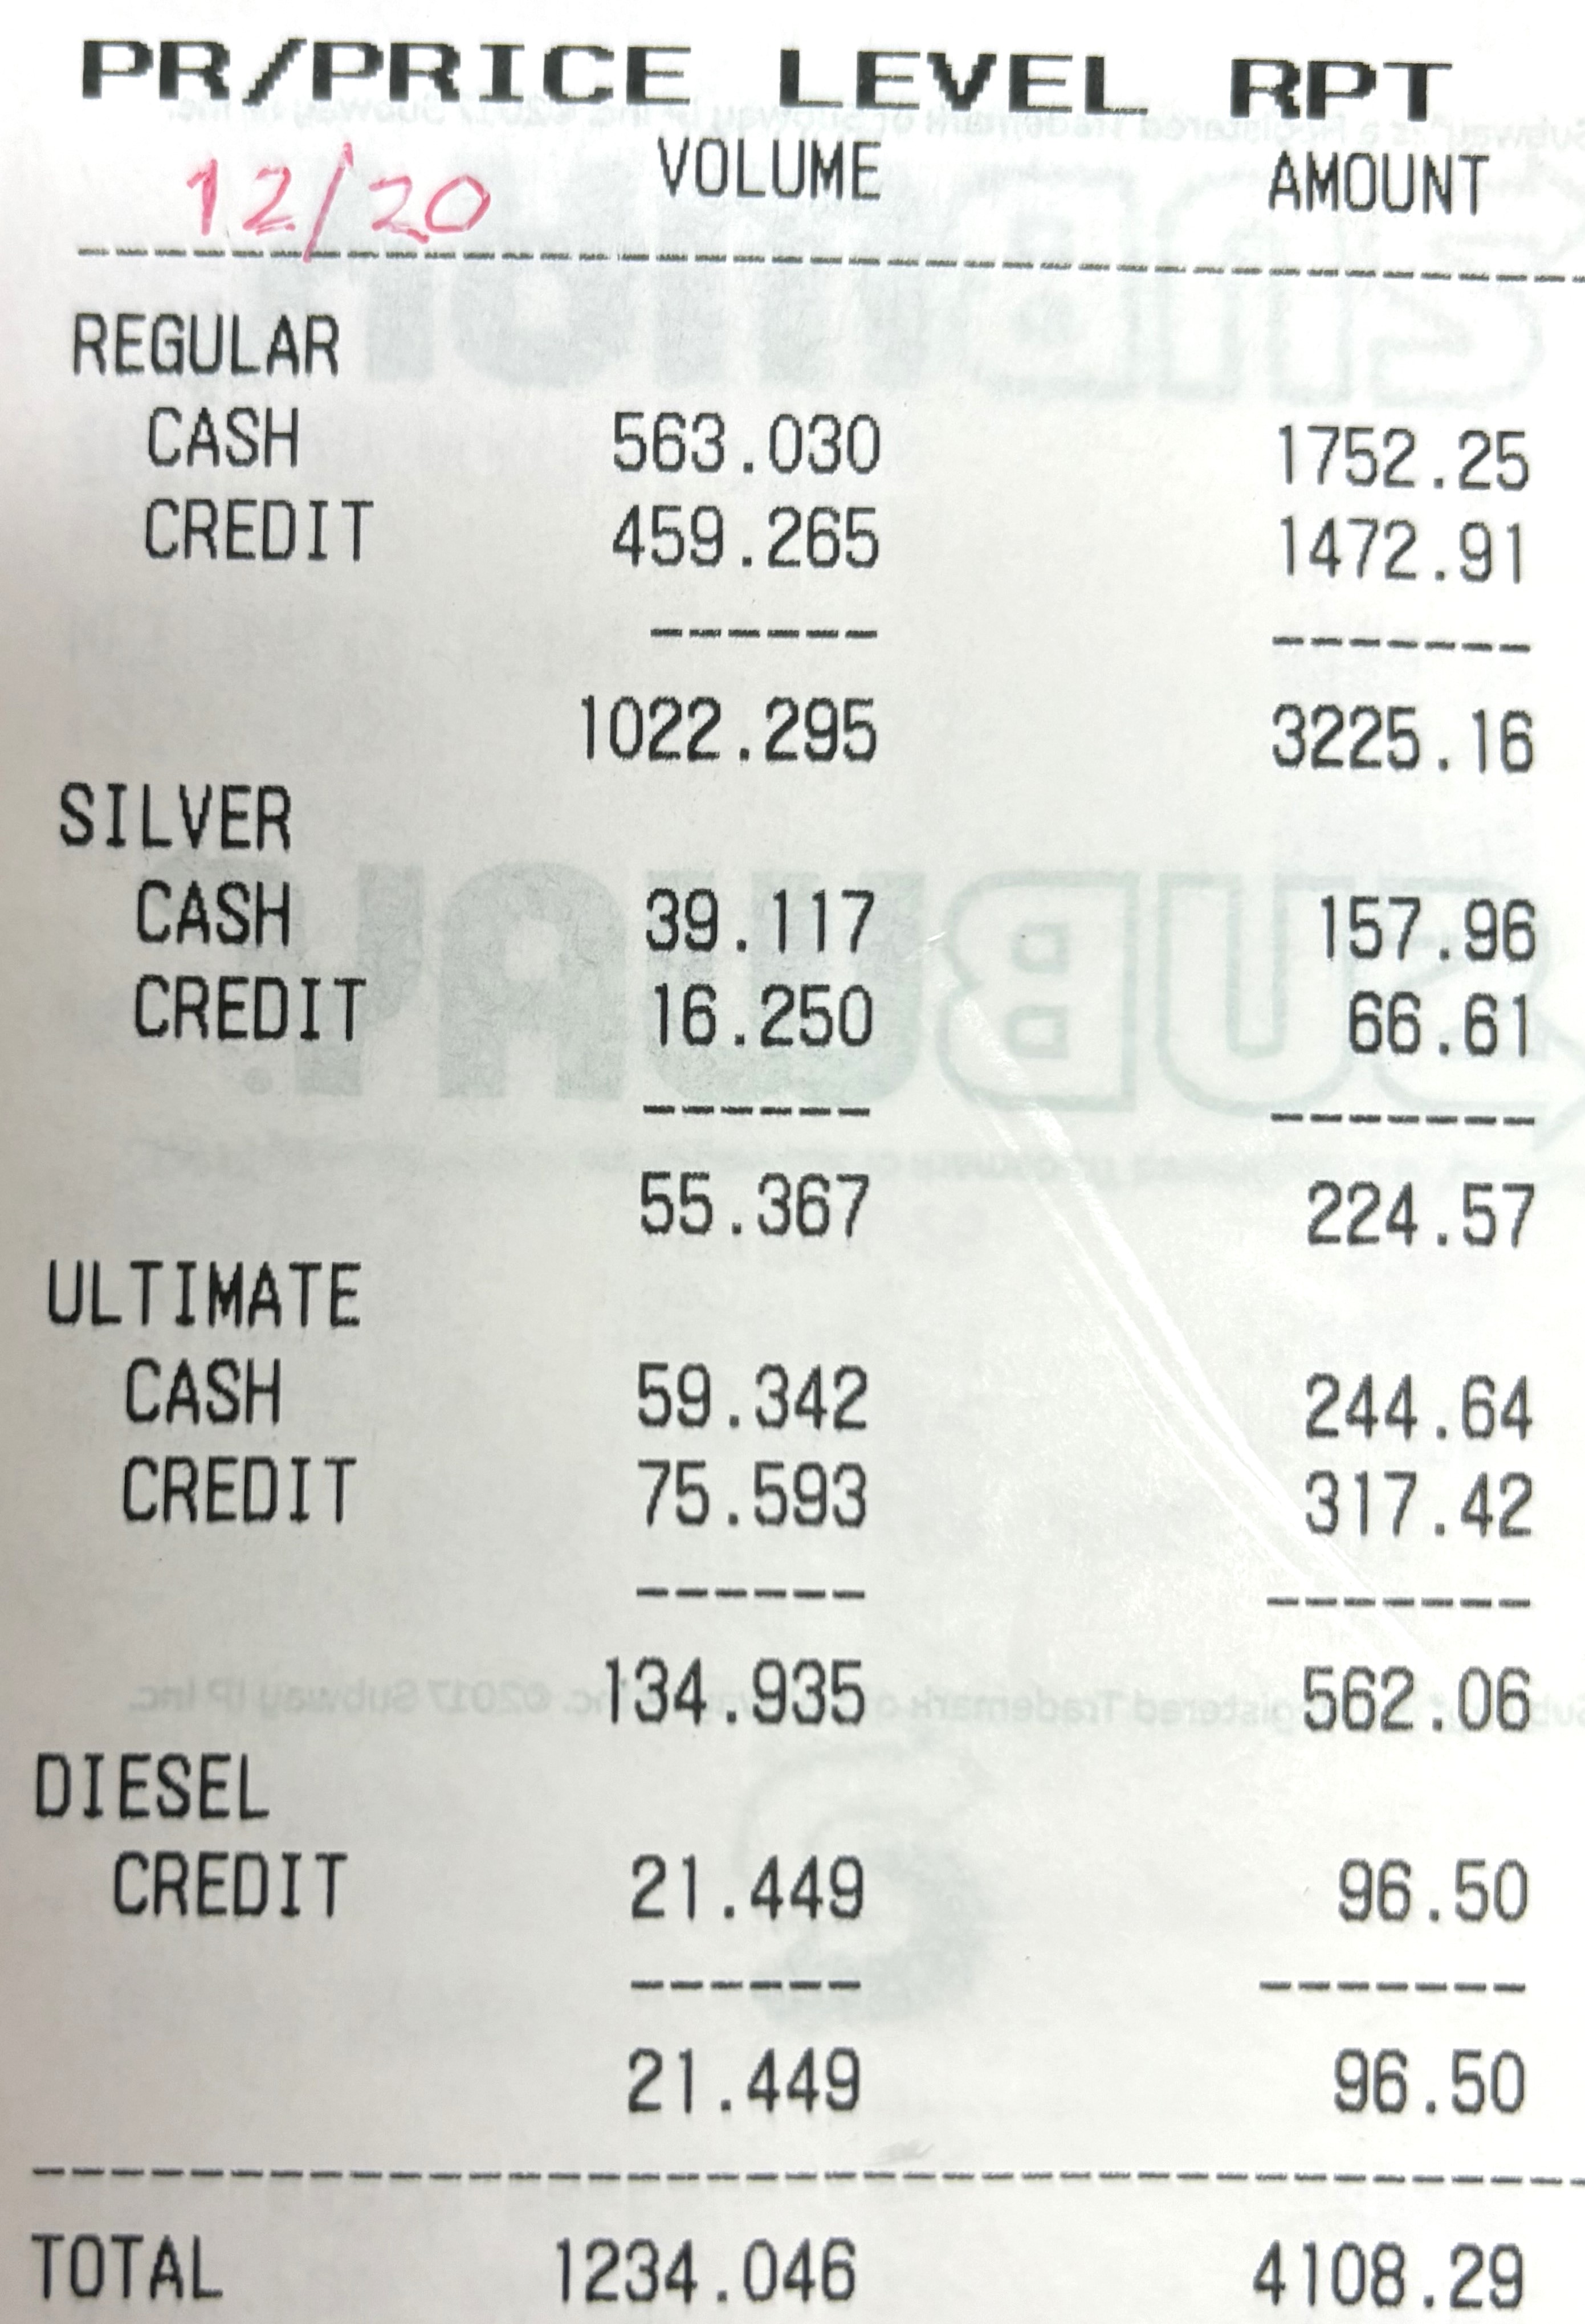 PR/PRICE LEVEL RPT
12/20 VOLUME AMOUNT
REGULAR
CASH 563.030 1752.25
CREDIT 459.265 1472.91
1022.295 3225.16
SILVER
CASH 39.117 157.96
CREDIT 16.250 66.61
55.367 224.57
ULTIMATE
CASH 59.342 244.64
CREDIT 75.593 317.42
134.935 562.06
DIESEL
CREDIT 21.449 96.50
21.449 96.50
TOTAL 1234.046 4108.29